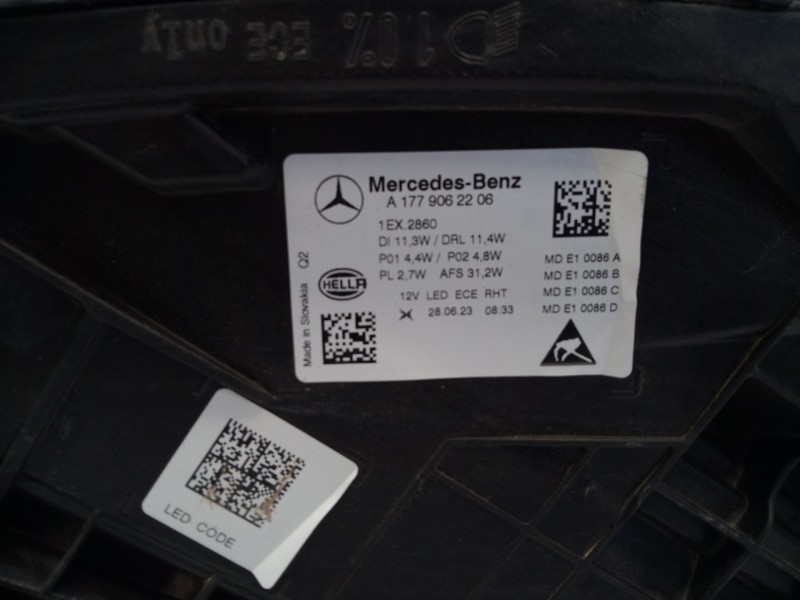 1.0% ECE only
Mercedes-Benz
A 177 906 22 06
1EX.2860
DI 11,3W / DRL 11,4W
P01 4,4W / P02 4,8W
PL 2,7W AFS 31,2W
12V LED ECE RHT
28.06.23 08:33
MD E1 0086 A
MD E1 0086 B
MD E1 0086 C
MD E1 0086 D
HELLA
Made in Slovakia Q2
LED CODE